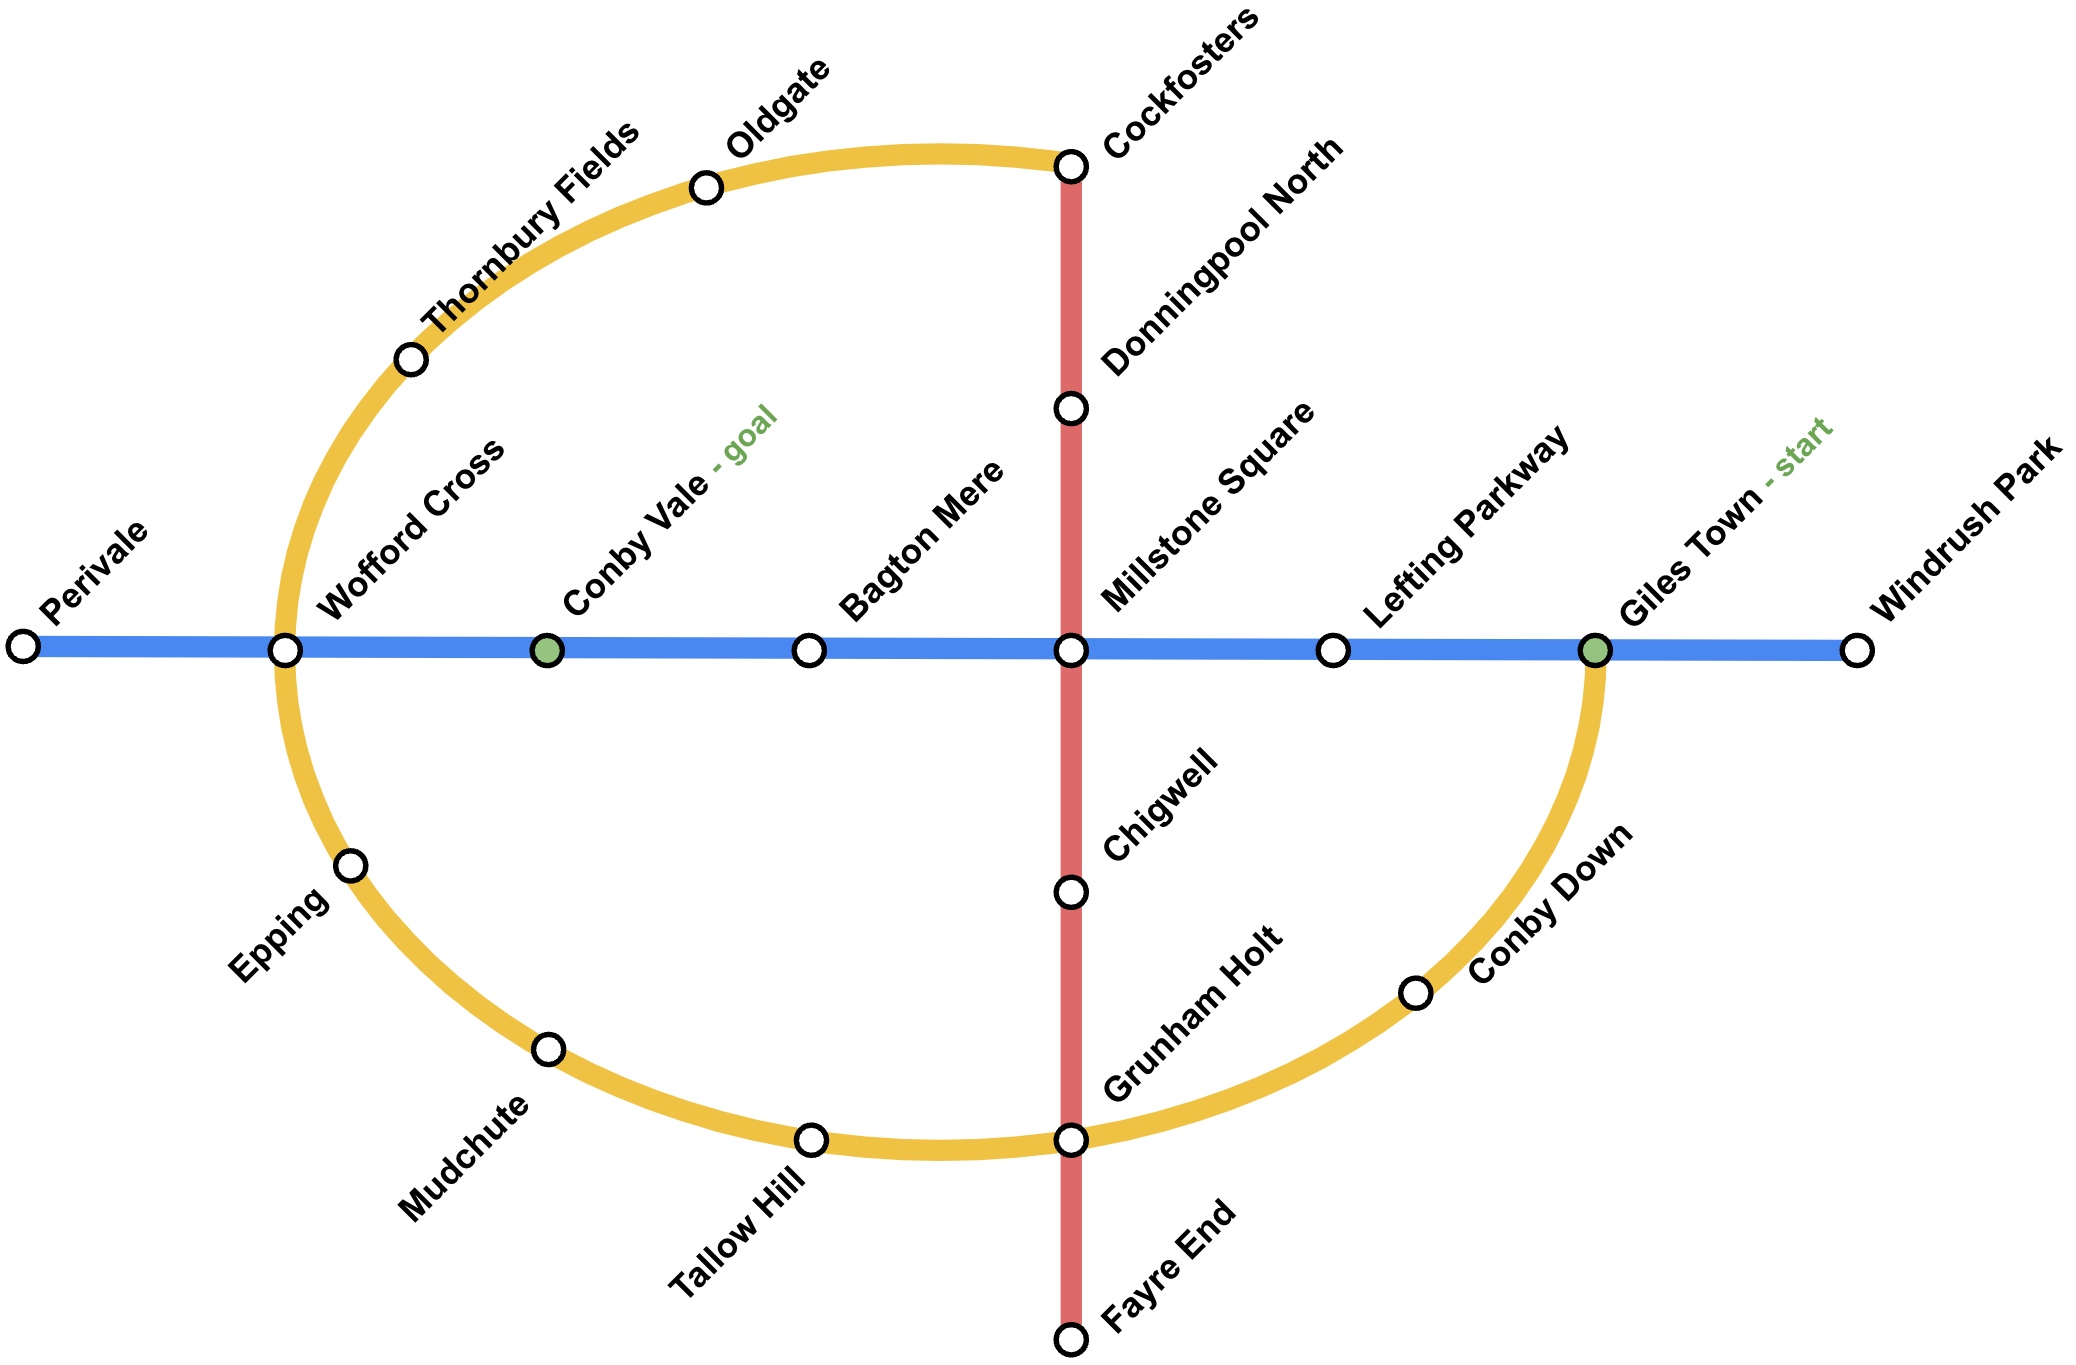 Cockfosters
Oldgate
Thornbury Fields
Donningpool North
Perivale
Wofford Cross
Conby Vale - goal
Bagton Mere
Millstone Square
Lefting Parkway
Giles Town - start
Windrush Park
Chigwell
Conby Down
Epping
Grunham Holt
Mudchute
Tallow Hill
Fayre End